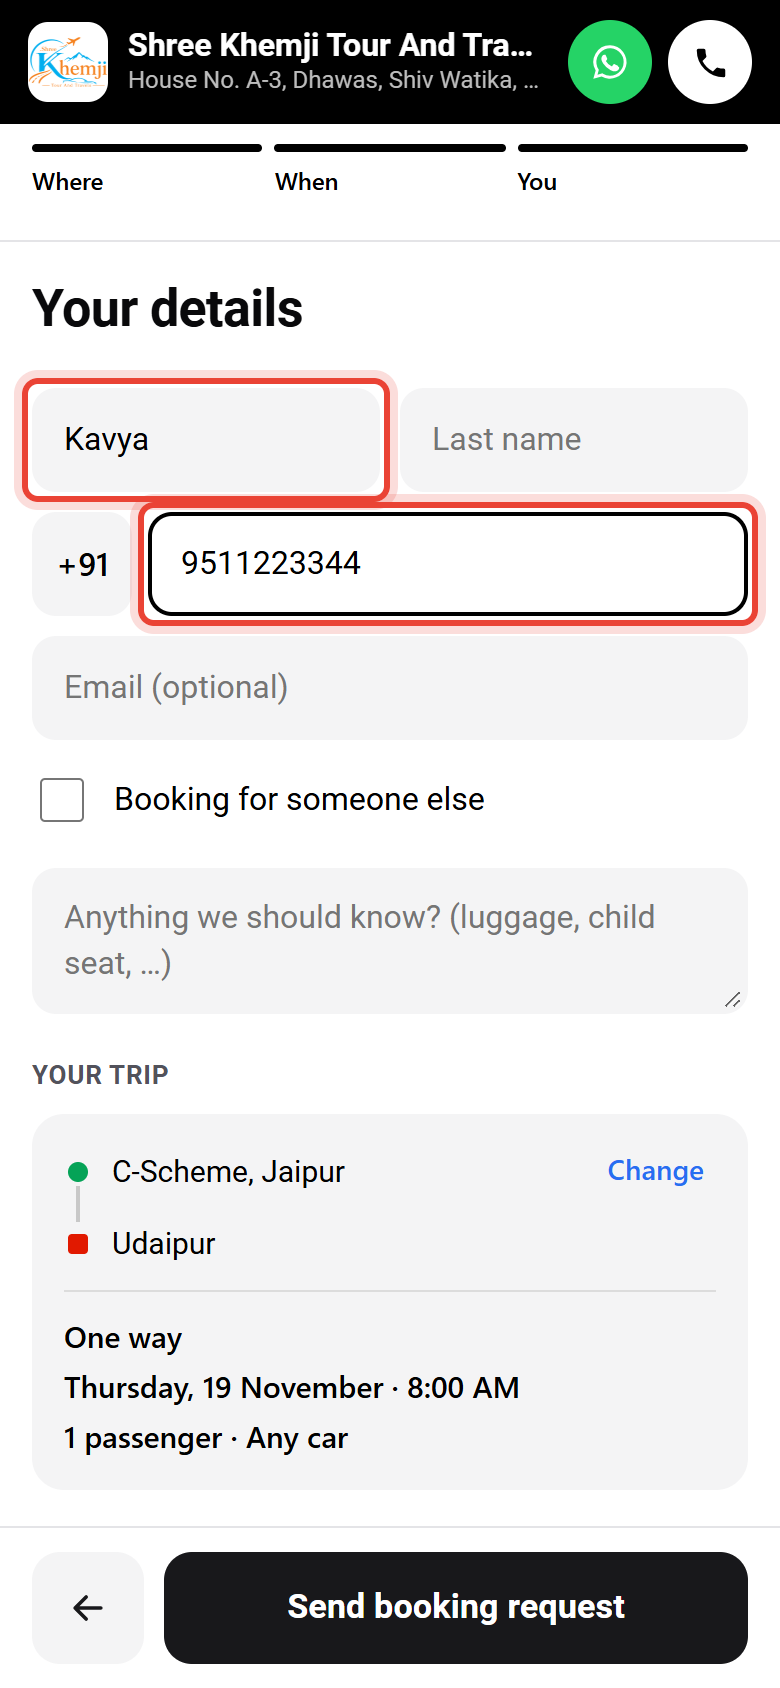 Shree Khemji Tour And Tra...
House No. A-3, Dhawas, Shiv Watika, ...
Shree
Khemji
Where
When
You
Your details
Kavya
Last name
+91
9511223344
Email (optional)
Booking for someone else
Anything we should know? (luggage, child
seat, ...)
YOUR TRIP
C-Scheme, Jaipur
Change
Udaipur
One way
Thursday, 19 November · 8:00 AM
1 passenger · Any car
Send booking request